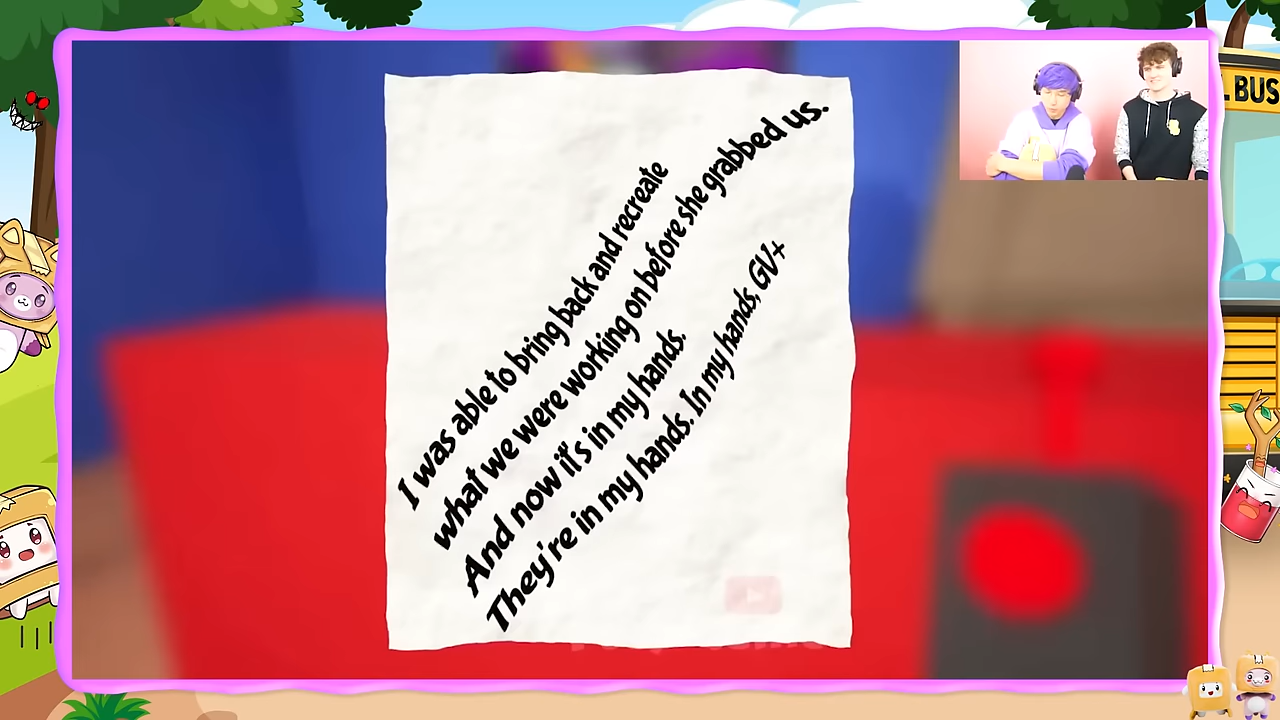 I was able to bring back and recreate
what we were working on before she grabbed us.
And now it's in my hands.
They're in my hands. In my hands, GV+
L BUS